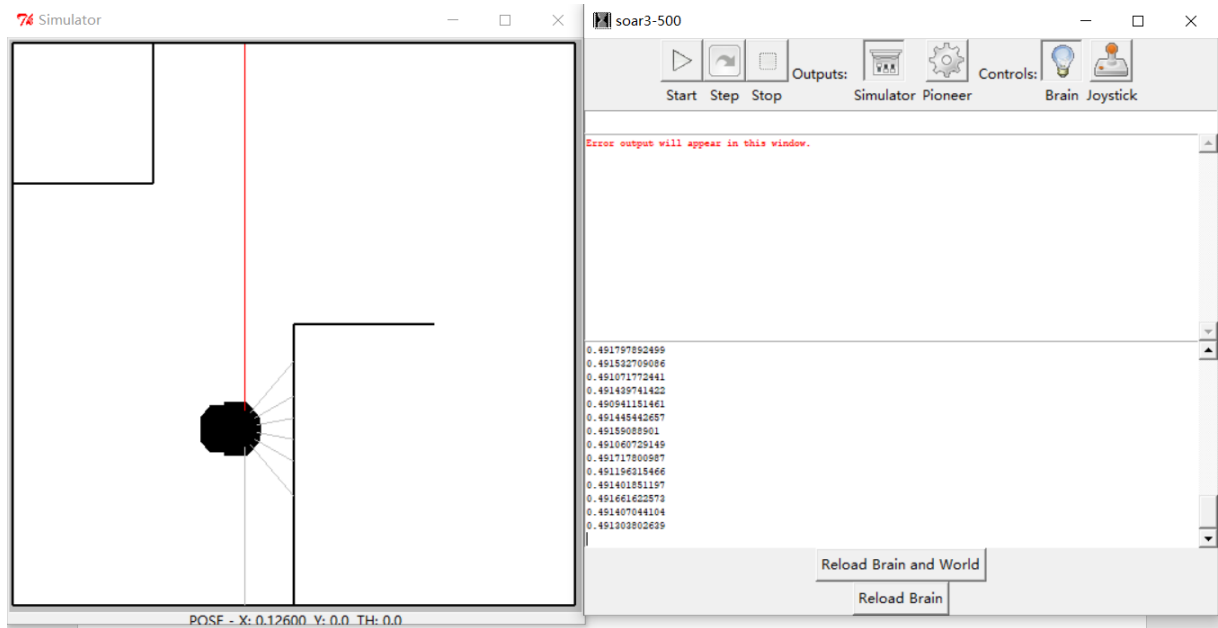 Simulator
POSE - X: 0.12600 Y: 0.0 TH: 0.0
soar3-500
Outputs:
Controls:
Start Step Stop Simulator Pioneer Brain Joystick
Error output will appear in this window.
0.491797892499
0.491532709086
0.491071772441
0.491439741422
0.490941151461
0.491445442657
0.49159088901
0.491060729149
0.491717800987
0.491196315466
0.491401851197
0.491661622573
0.491407044104
0.491303802639
Reload Brain and World
Reload Brain